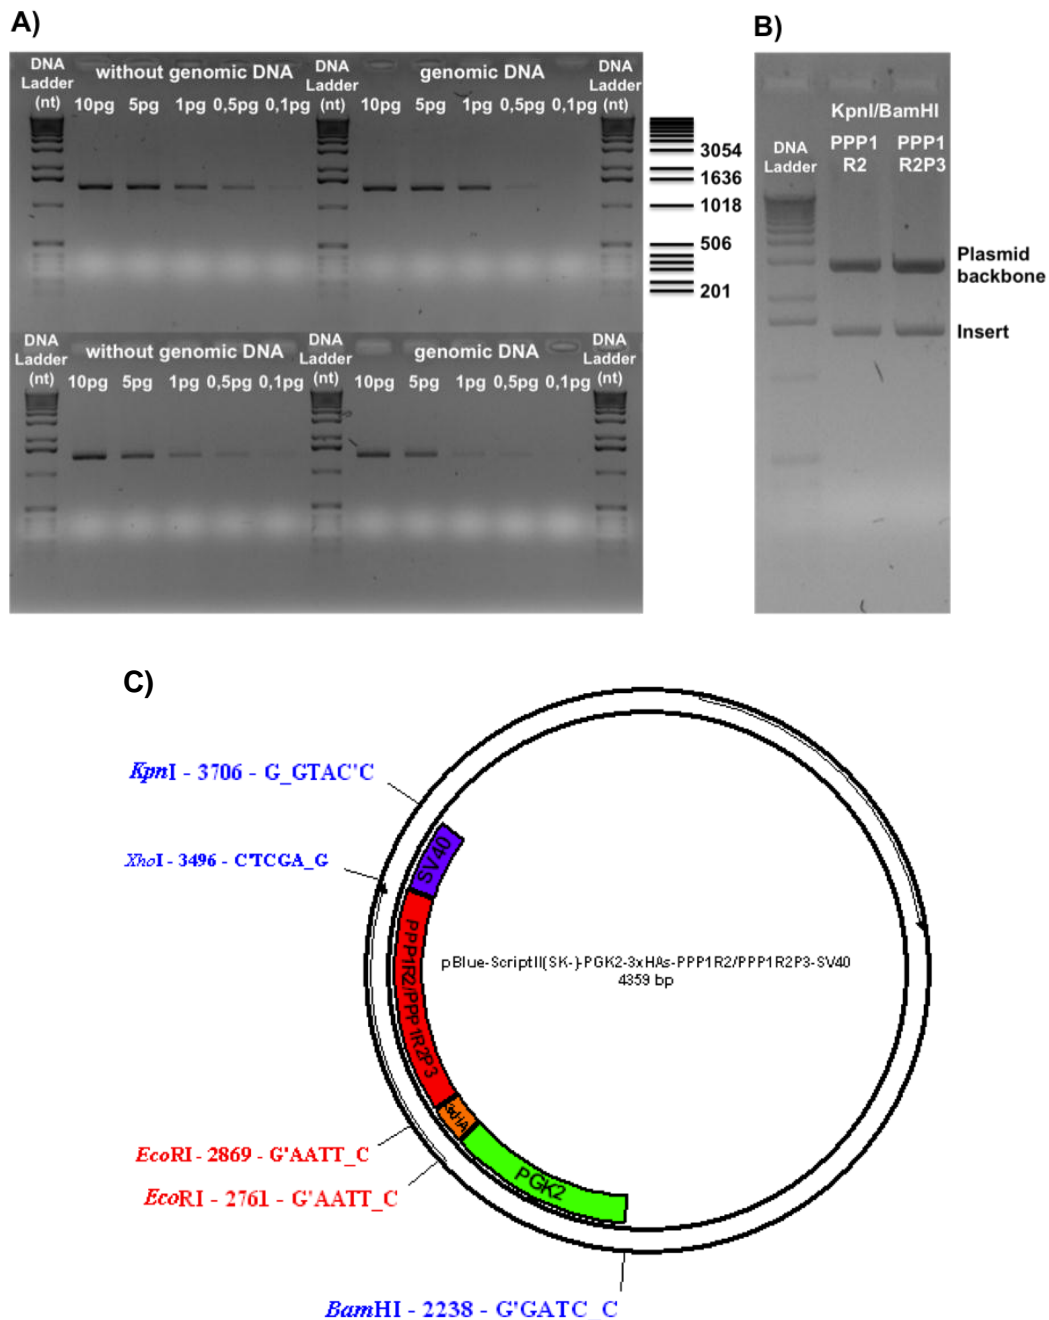 A)
DNA
Ladder
(nt)
without genomic DNA
10pg 5pg 1pg 0,5pg 0,1pg
DNA
Ladder
(nt)
genomic DNA
10pg 5pg 1pg 0,5pg 0,1pg
DNA
Ladder
(nt)
3054
1636
1018
506
201
DNA
Ladder
(nt)
without genomic DNA
10pg 5pg 1pg 0,5pg 0,1pg
DNA
Ladder
(nt)
genomic DNA
10pg 5pg 1pg 0,5pg 0,1pg
DNA
Ladder
(nt)
B)
KpnI/BamHI
DNA
Ladder
PPP1
R2
PPP1
R2P3
Plasmid
backbone
Insert
C)
KpnI - 3706 - G_GTAC'C
XhoI - 3496 - C'TCGA_G
SV40
PPP1R2/PPP1R2P3
3xHA
PGK2
pBlue-ScriptII(SK-)-PGK2-3xHAs-PPP1R2/PPP1R2P3-SV40
4359 bp
EcoRI - 2869 - G'AATT_C
EcoRI - 2761 - G'AATT_C
BamHI - 2238 - G'GATC_C